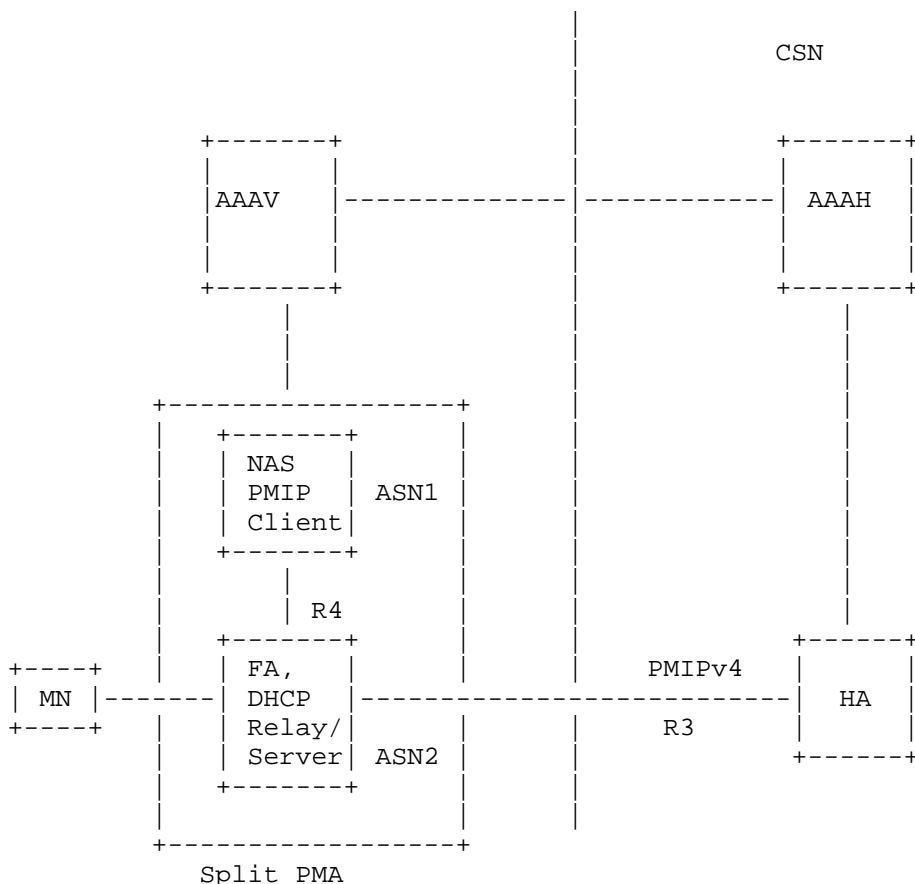 CSN
AAAV
AAAH
NAS
PMIP
Client
ASN1
R4
MN
FA,
DHCP
Relay/
Server
ASN2
PMIPv4
R3
HA
Split PMA